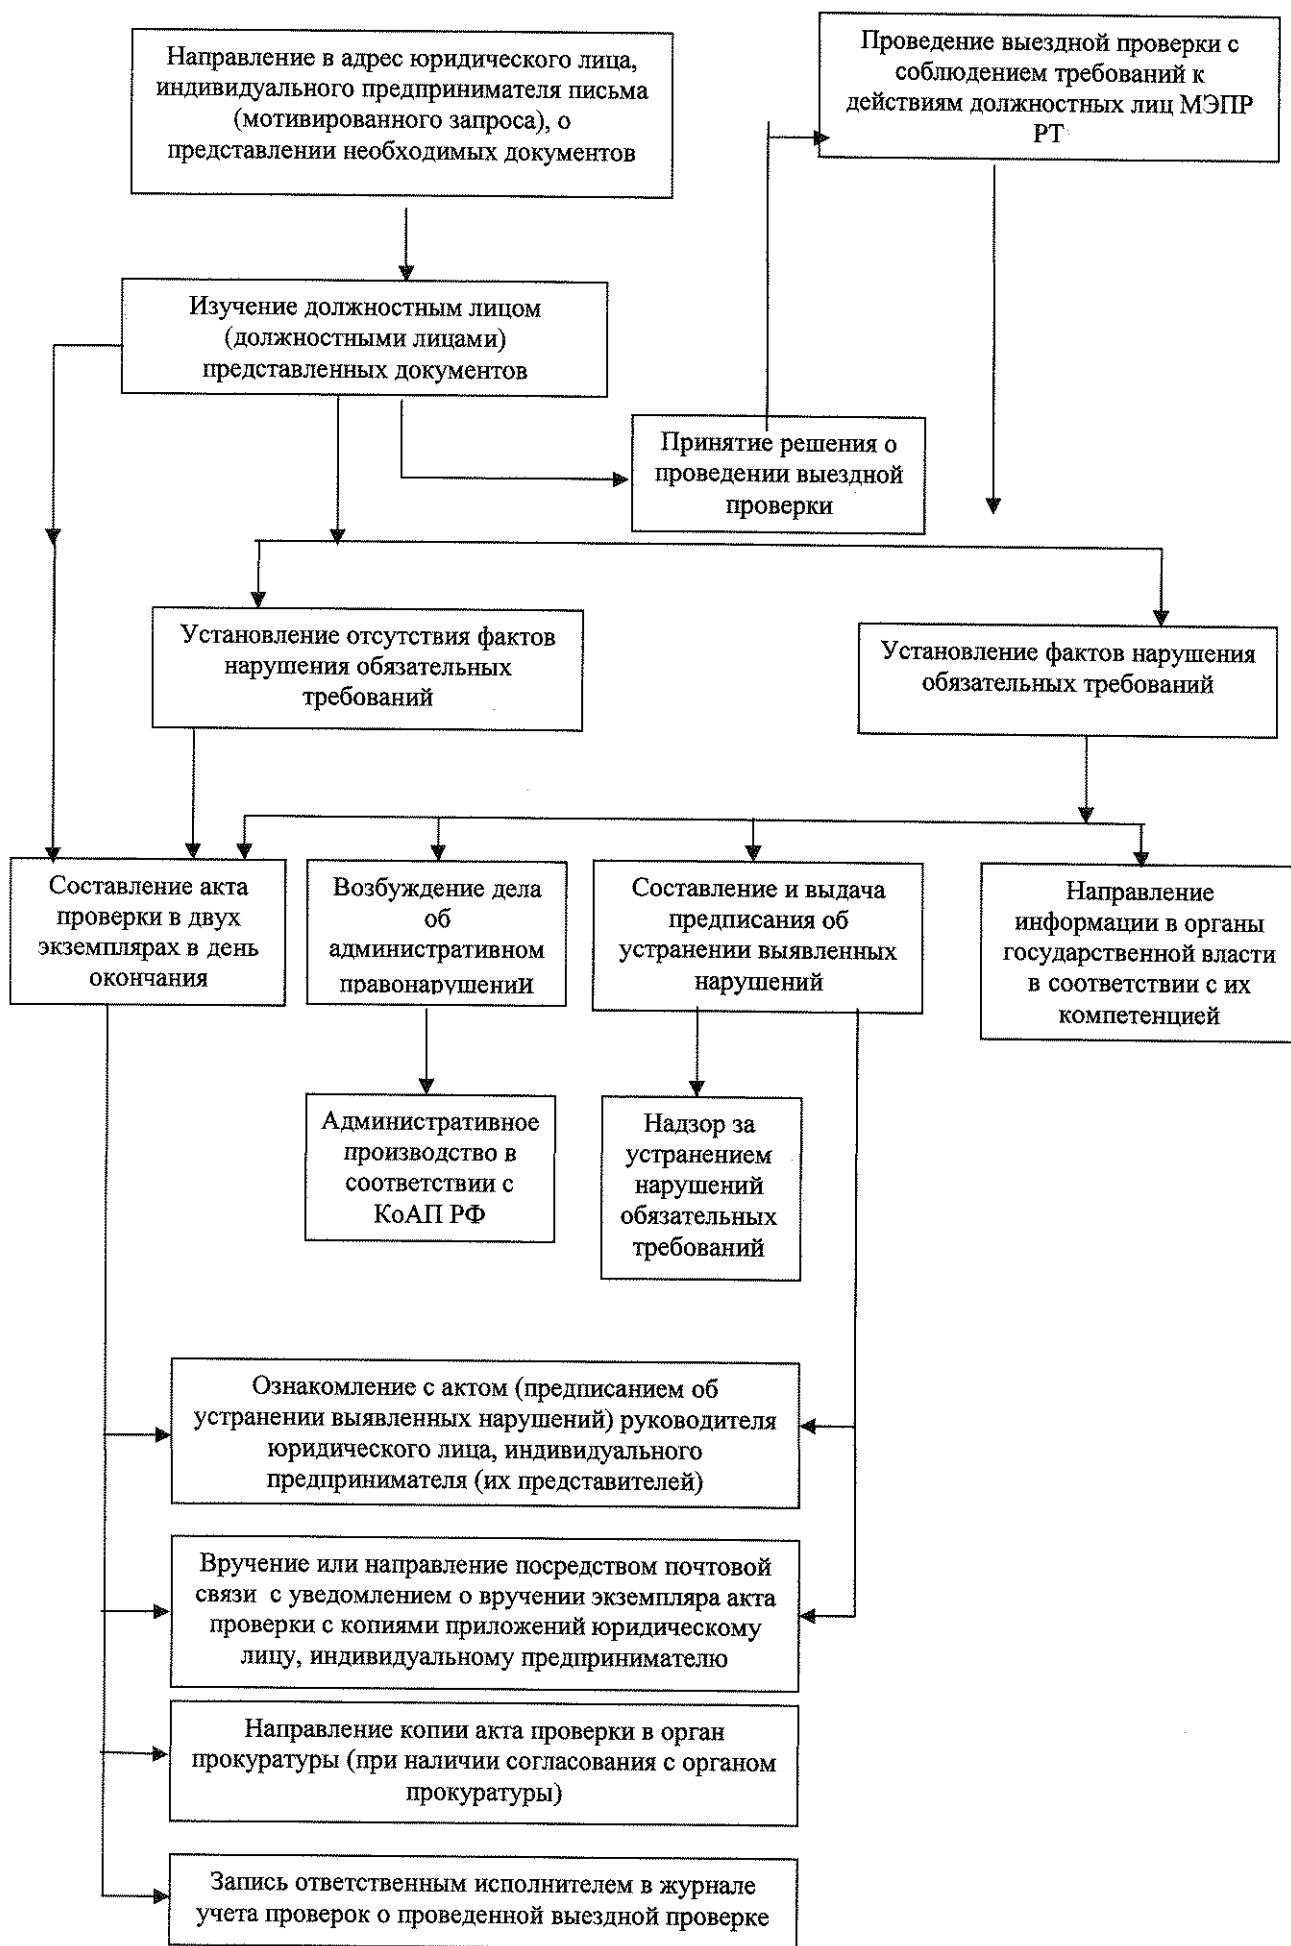 Направление в адрес юридического лица,
индивидуального предпринимателя письма
(мотивированного запроса), о
представлении необходимых документов
Проведение выездной проверки с
соблюдением требований к
действиям должностных лиц МЭПР
РТ
Изучение должностным лицом
(должностными лицами)
представленных документов
Принятие решения о
проведении выездной
проверки
Установление отсутствия фактов
нарушения обязательных
требований
Установление фактов нарушения
обязательных требований
Составление акта
проверки в двух
экземплярах в день
окончания
Возбуждение дела
об
административном
правонарушений
Составление и выдача
предписания об
устранении выявленных
нарушений
Направление
информации в органы
государственной власти
в соответствии с их
компетенцией
Административное
производство в
соответствии с
КоАП РФ
Надзор за
устранением
нарушений
обязательных
требований
Ознакомление с актом (предписанием об
устранении выявленных нарушений) руководителя
юридического лица, индивидуального
предпринимателя (их представителей)
Вручение или направление посредством почтовой
связи с уведомлением о вручении экземпляра акта
проверки с копиями приложений юридическому
лицу, индивидуальному предпринимателю
Направление копии акта проверки в орган
прокуратуры (при наличии согласования с органом
прокуратуры)
Запись ответственным исполнителем в журнале
учета проверок о проведенной выездной проверке